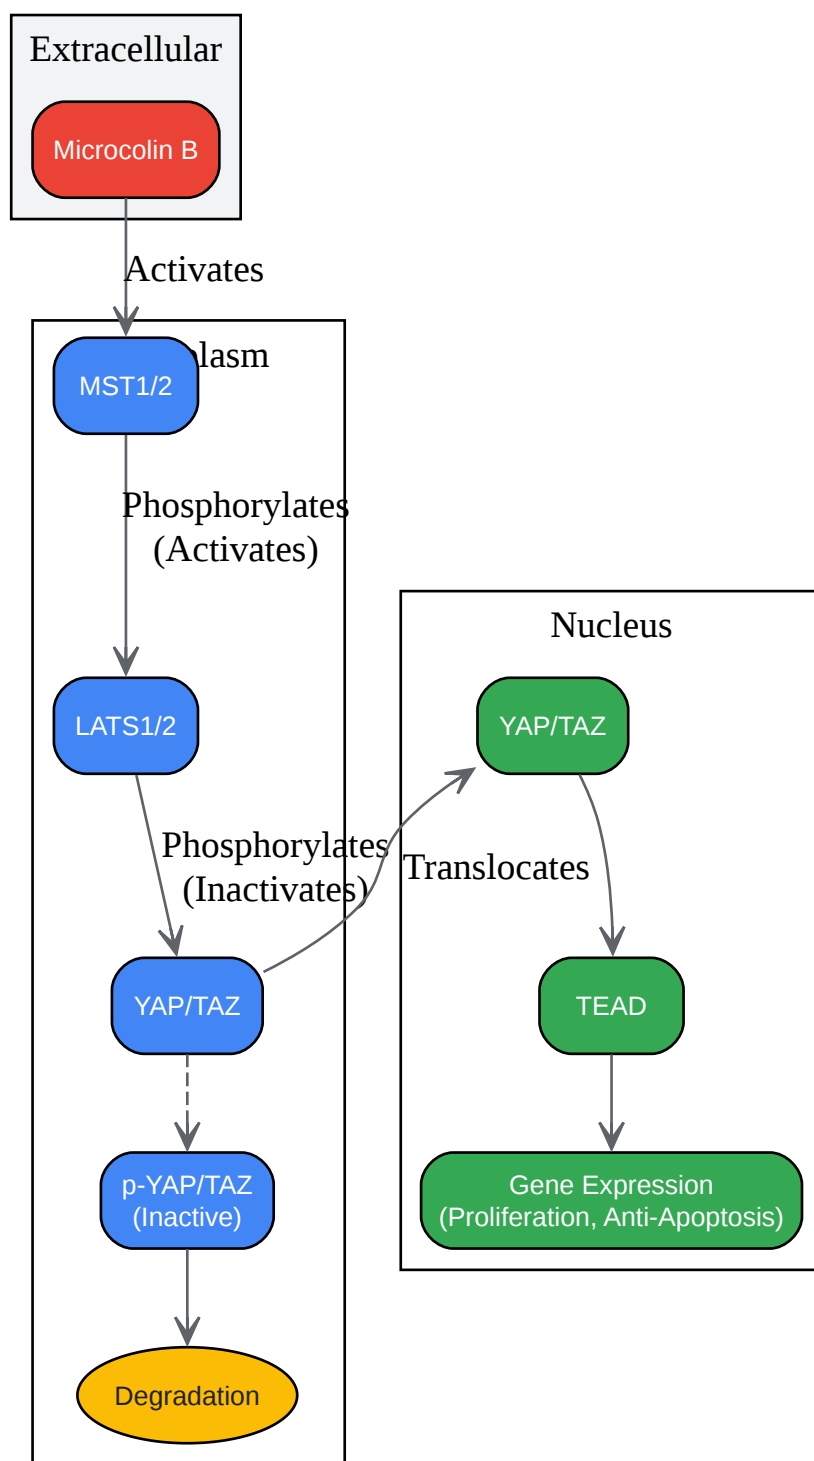 Extracellular
Microcolin B
Activates
MST1/2
Phosphorylates
(Activates)
LATS1/2
Phosphorylates
(Inactivates)
YAP/TAZ
p-YAP/TAZ
(Inactive)
Degradation
Nucleus
YAP/TAZ
Translocates
TEAD
Gene Expression
(Proliferation, Anti-Apoptosis)